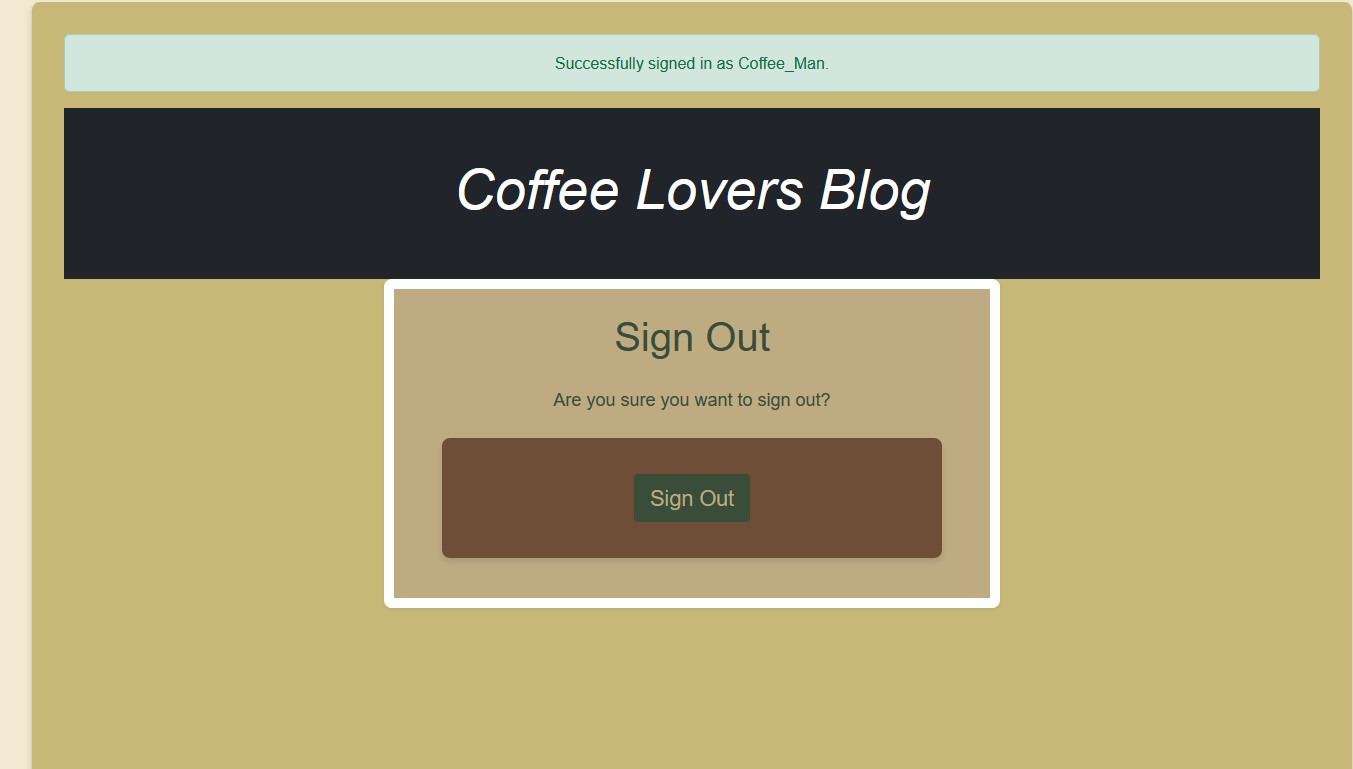 Successfully signed in as Coffee_Man.
Coffee Lovers Blog
Sign Out
Are you sure you want to sign out?
Sign Out